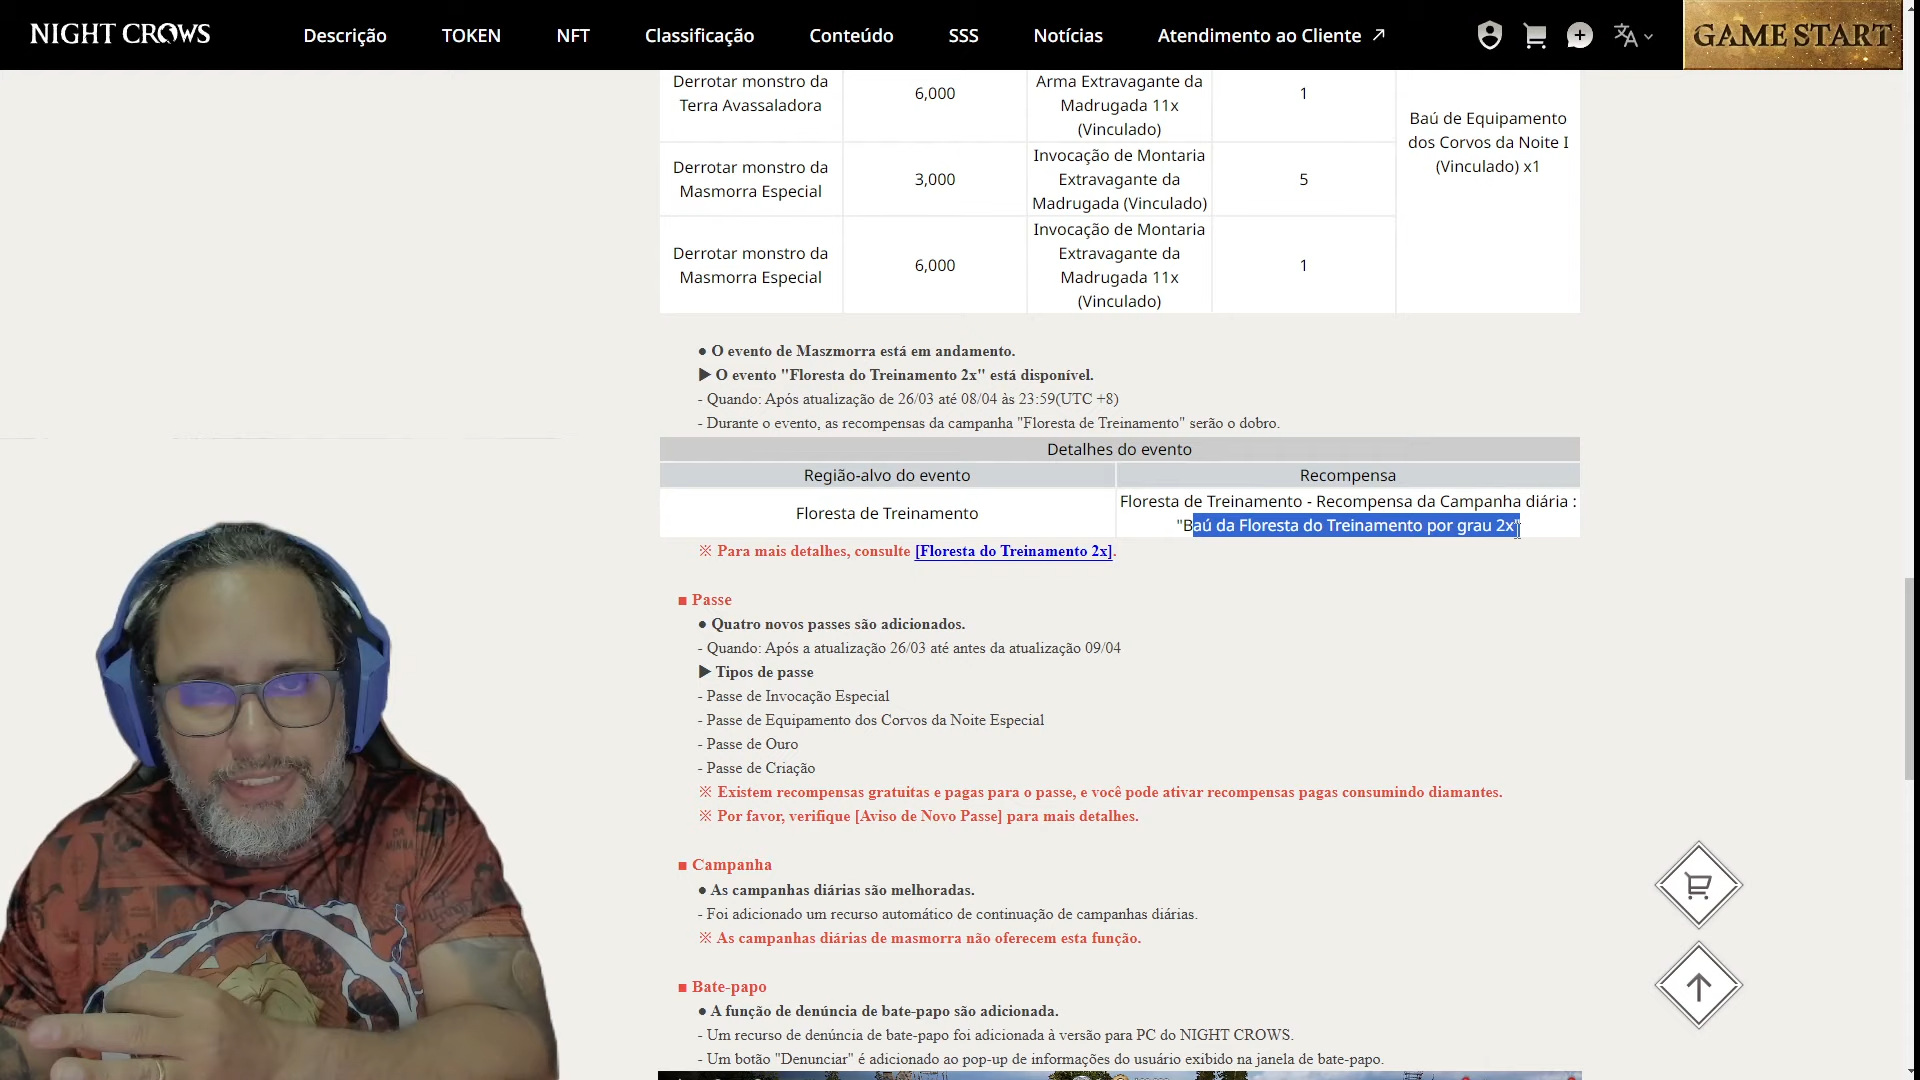 NIGHT CROWS
Descrição
TOKEN
NFT
Classificação
Conteúdo
SSS
Notícias
Atendimento ao Cliente
GAME START
Derrotar monstro da
Terra Avassaladora
6,000
Arma Extravagante da
Madrugada 11x
(Vinculado)
1
Baú de Equipamento
dos Corvos da Noite I
(Vinculado) x1
Derrotar monstro da
Masmorra Especial
3,000
Invocação de Montaria
Extravagante da
Madrugada (Vinculado)
5
Derrotar monstro da
Masmorra Especial
6,000
Invocação de Montaria
Extravagante da
Madrugada 11x
(Vinculado)
1
● O evento de Maszmorra está em andamento.
▶ O evento "Floresta do Treinamento 2x" está disponível.
- Quando: Após atualização de 26/03 até 08/04 às 23:59(UTC +8)
- Durante o evento, as recompensas da campanha "Floresta de Treinamento" serão o dobro.
Detalhes do evento
Região-alvo do evento
Recompensa
Floresta de Treinamento
Floresta de Treinamento - Recompensa da Campanha diária :
"Baú da Floresta do Treinamento por grau 2x"
※ Para mais detalhes, consulte [Floresta do Treinamento 2x].
■ Passe
● Quatro novos passes são adicionados.
- Quando: Após a atualização 26/03 até antes da atualização 09/04
▶ Tipos de passe
- Passe de Invocação Especial
- Passe de Equipamento dos Corvos da Noite Especial
- Passe de Ouro
- Passe de Criação
※ Existem recompensas gratuitas e pagas para o passe, e você pode ativar recompensas pagas consumindo diamantes.
※ Por favor, verifique [Aviso de Novo Passe] para mais detalhes.
■ Campanha
● As campanhas diárias são melhoradas.
- Foi adicionado um recurso automático de continuação de campanhas diárias.
※ As campanhas diárias de masmorra não oferecem esta função.
■ Bate-papo
● A função de denúncia de bate-papo são adicionada.
- Um recurso de denúncia de bate-papo foi adicionada à versão para PC do NIGHT CROWS.
- Um botão "Denunciar" é adicionado ao pop-up de informações do usuário exibido na janela de bate-papo.